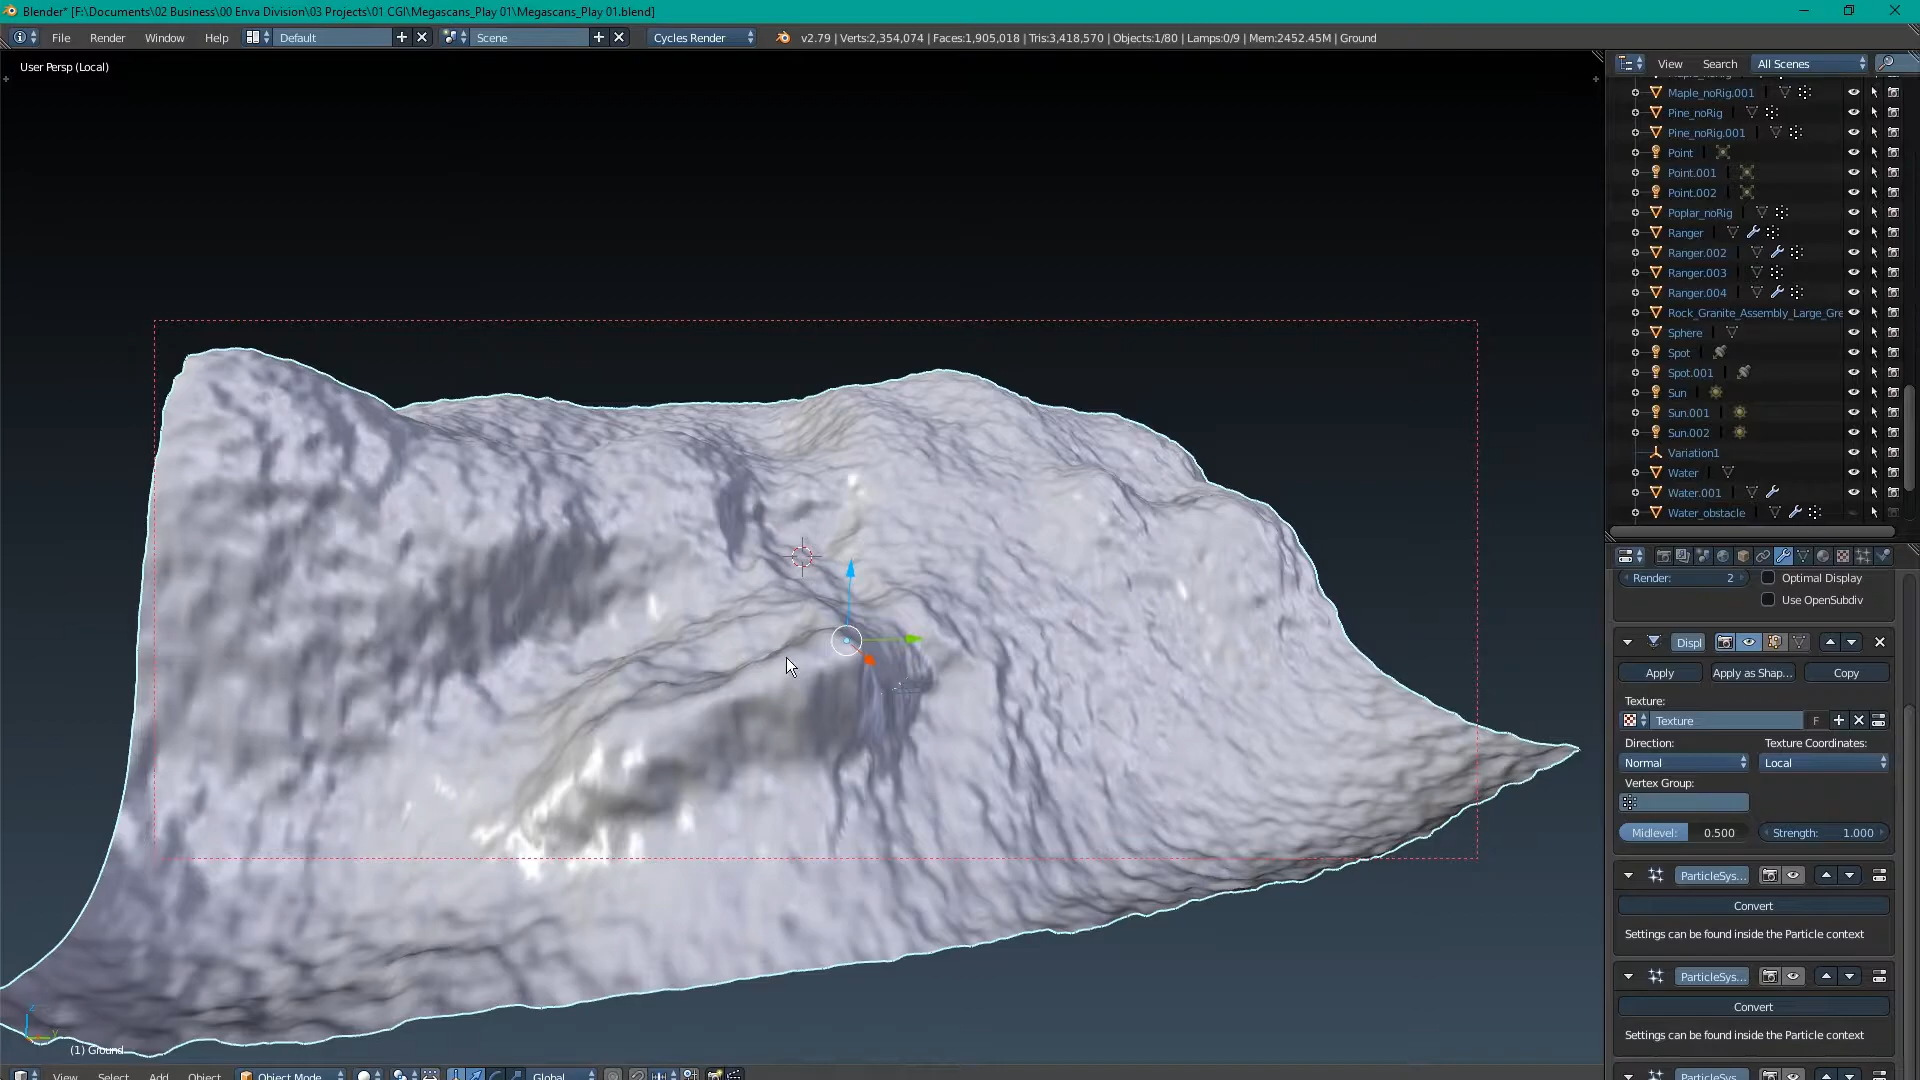 Blender* [F:\Documents\02 Business\00 Enva Division\03 Projects\01 CGI\Megascans_Play 01\Megascans_Play 01.blend]
File Render Window Help Default Scene Cycles Render v2.79 | Verts:2,354,074 | Faces:1,905,018 | Tris:3,418,570 | Objects:1/80 | Lamps:0/9 | Mem:2452.45M | Ground
User Persp (Local)
View Search All Scenes
Maple_noRig.001
Pine_noRig
Pine_noRig.001
Point
Point.001
Point.002
Poplar_noRig
Ranger
Ranger.002
Ranger.003
Ranger.004
Rock_Granite_Assembly_Large_Gre
Sphere
Spot
Spot.001
Sun
Sun.001
Sun.002
Variation1
Water
Water.001
Water_obstacle
Render: 2 Optimal Display
Use OpenSubdiv
Displ
Apply Apply as Shap... Copy
Texture:
Texture F
Direction: Texture Coordinates:
Normal Local
Vertex Group:
Midlevel: 0.500 Strength: 1.000
ParticleSys...
Convert
Settings can be found inside the Particle context
ParticleSys...
Convert
Settings can be found inside the Particle context
ParticleSys...
z
y
(1) Ground
View Select Add Object Object Mode Global